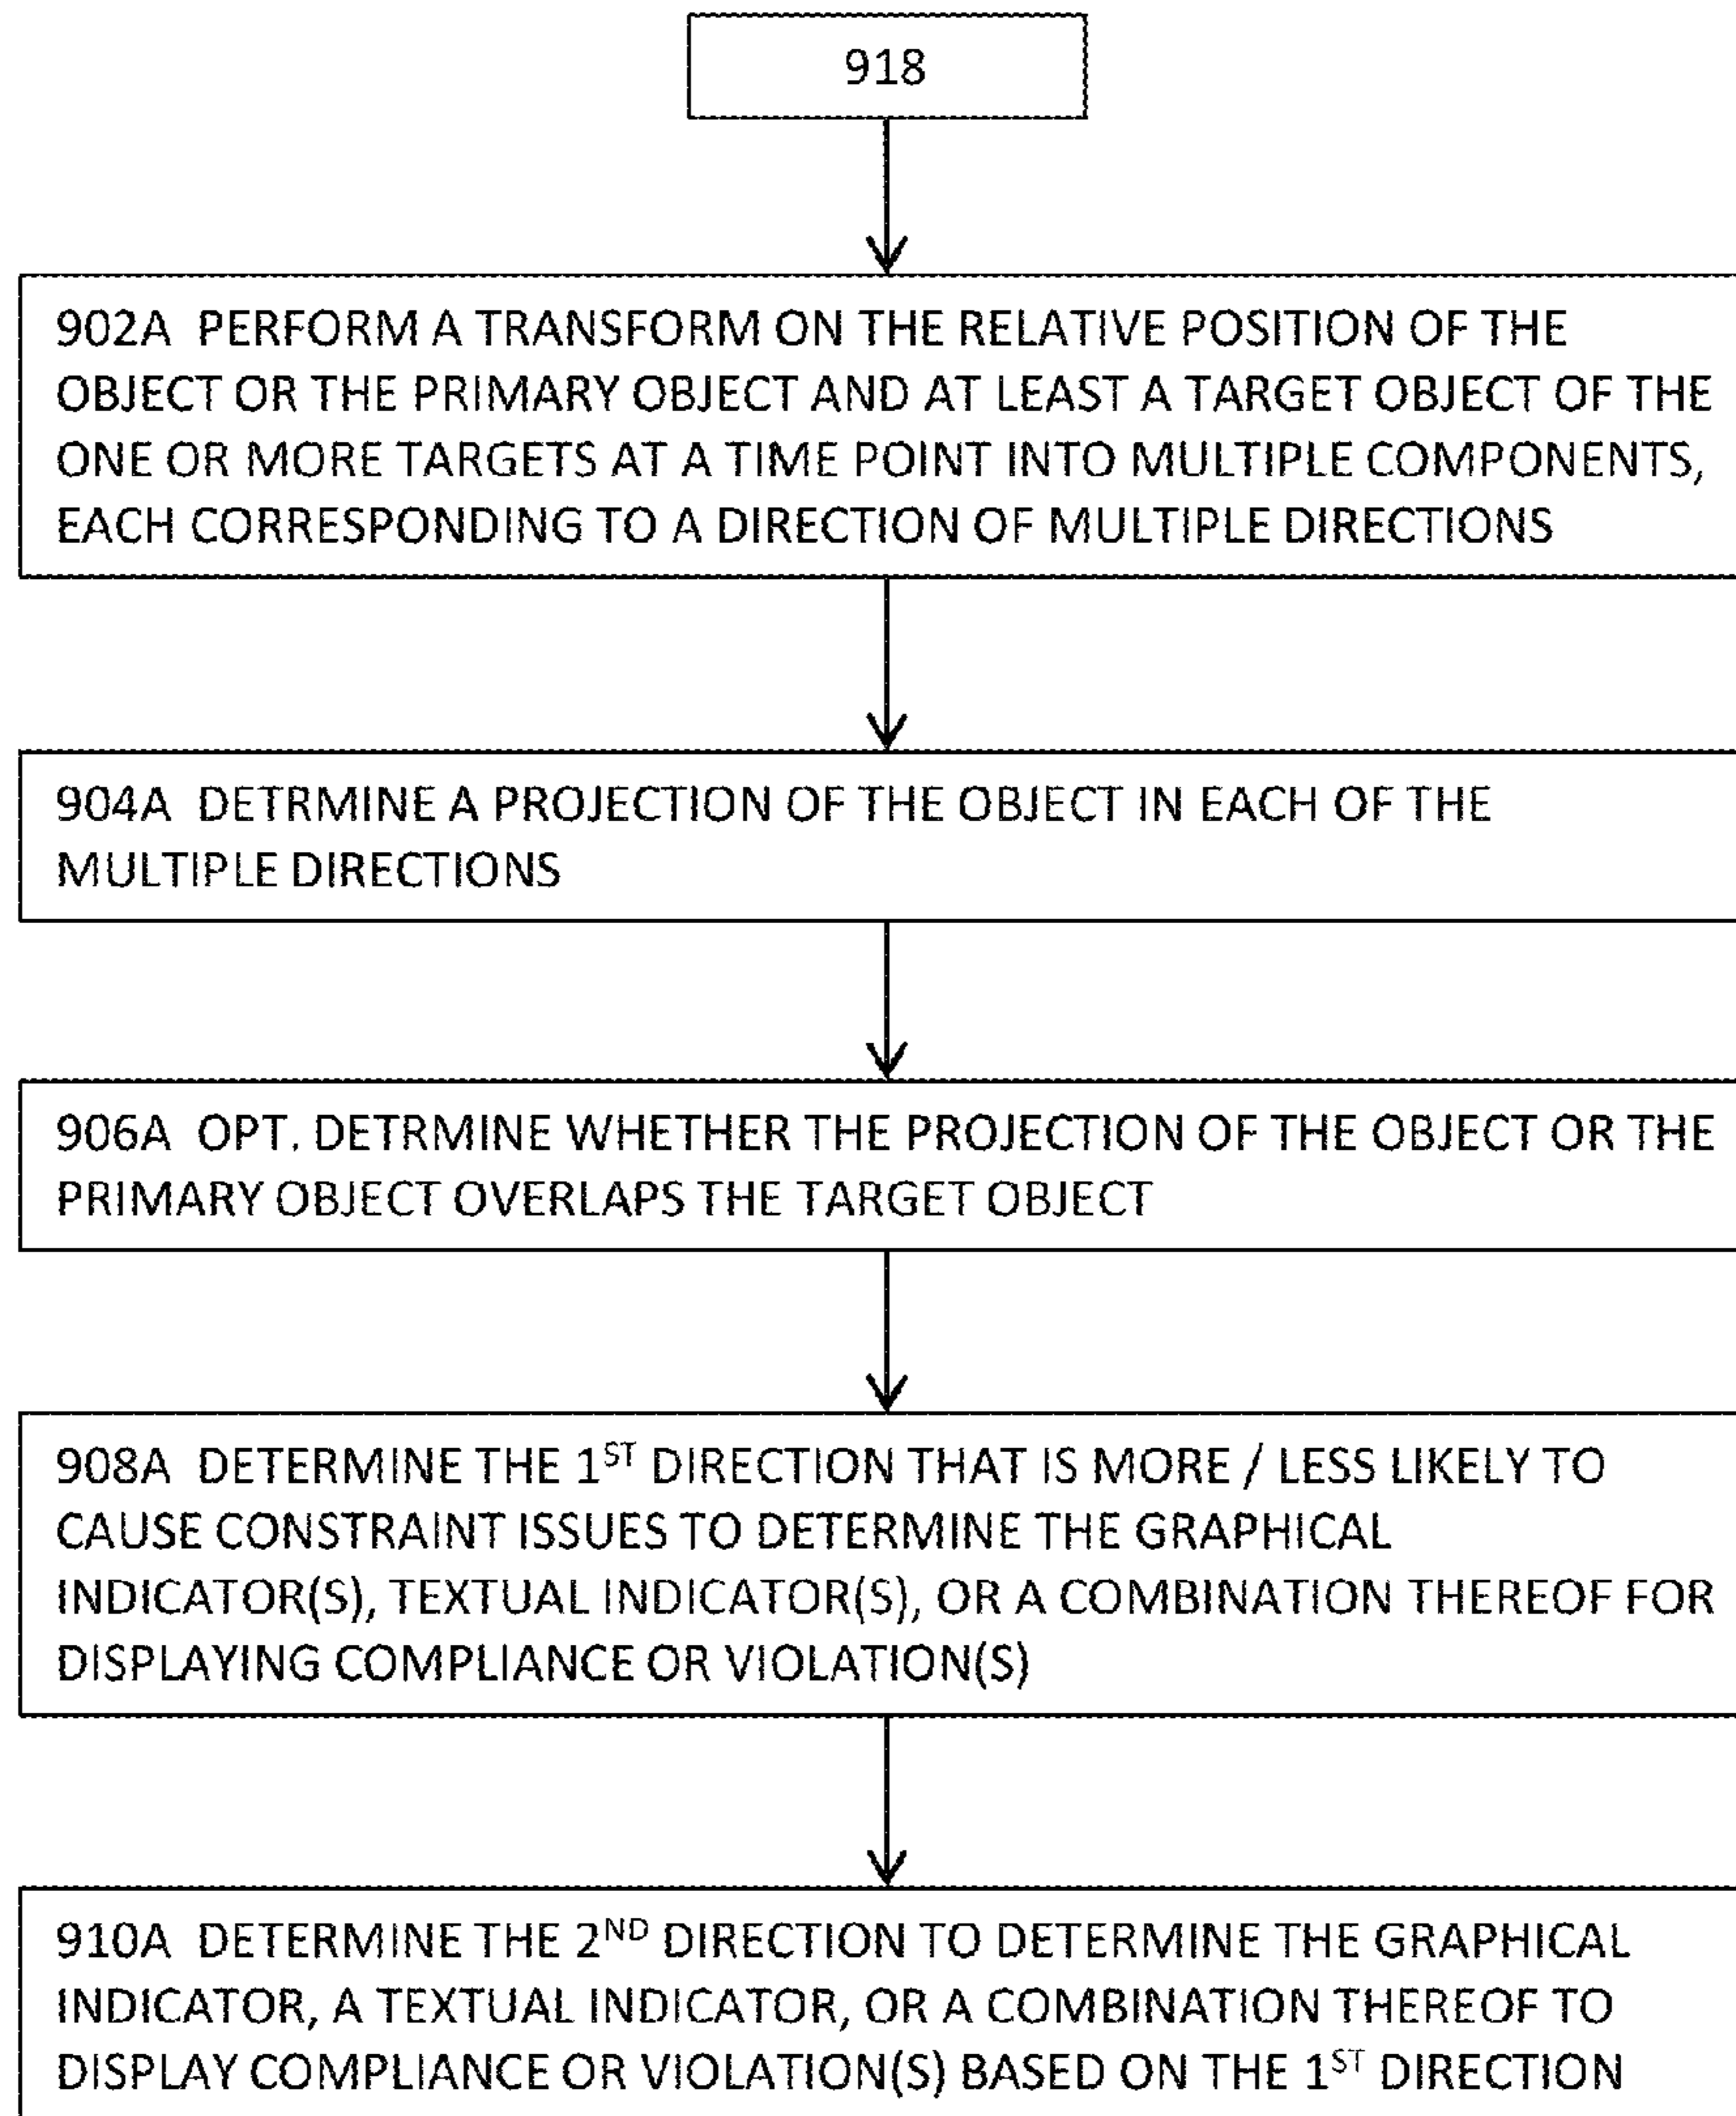 918
902A PERFORM A TRANSFORM ON THE RELATIVE POSITION OF THE
OBJECT OR THE PRIMARY OBJECT AND AT LEAST A TARGET OBJECT OF THE
ONE OR MORE TARGETS AT A TIME POINT INTO MULTIPLE COMPONENTS,
EACH CORRESPONDING TO A DIRECTION OF MULTIPLE DIRECTIONS
904A DETRMINE A PROJECTION OF THE OBJECT IN EACH OF THE
MULTIPLE DIRECTIONS
906A OPT. DETRMINE WHETHER THE PROJECTION OF THE OBJECT OR THE
PRIMARY OBJECT OVERLAPS THE TARGET OBJECT
908A DETERMINE THE 1ST DIRECTION THAT IS MORE / LESS LIKELY TO
CAUSE CONSTRAINT ISSUES TO DETERMINE THE GRAPHICAL
INDICATOR(S), TEXTUAL INDICATOR(S), OR A COMBINATION THEREOF FOR
DISPLAYING COMPLIANCE OR VIOLATION(S)
910A DETERMINE THE 2ND DIRECTION TO DETERMINE THE GRAPHICAL
INDICATOR, A TEXTUAL INDICATOR, OR A COMBINATION THEREOF TO
DISPLAY COMPLIANCE OR VIOLATION(S) BASED ON THE 1ST DIRECTION